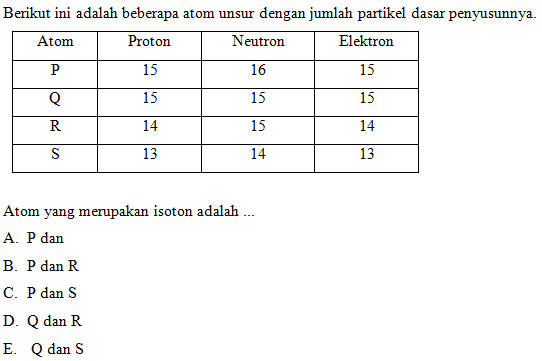 Berikut ini adalah beberapa atom unsur dengan jumlah partikel dasar penyusunnya.
Atom Proton Neutron Elektron
P 15 16 15
Q 15 15 15
R 14 15 14
S 13 14 13
Atom yang merupakan isoton adalah ...
A. P dan
B. P dan R
C. P dan S
D. Q dan R
E. Q dan S